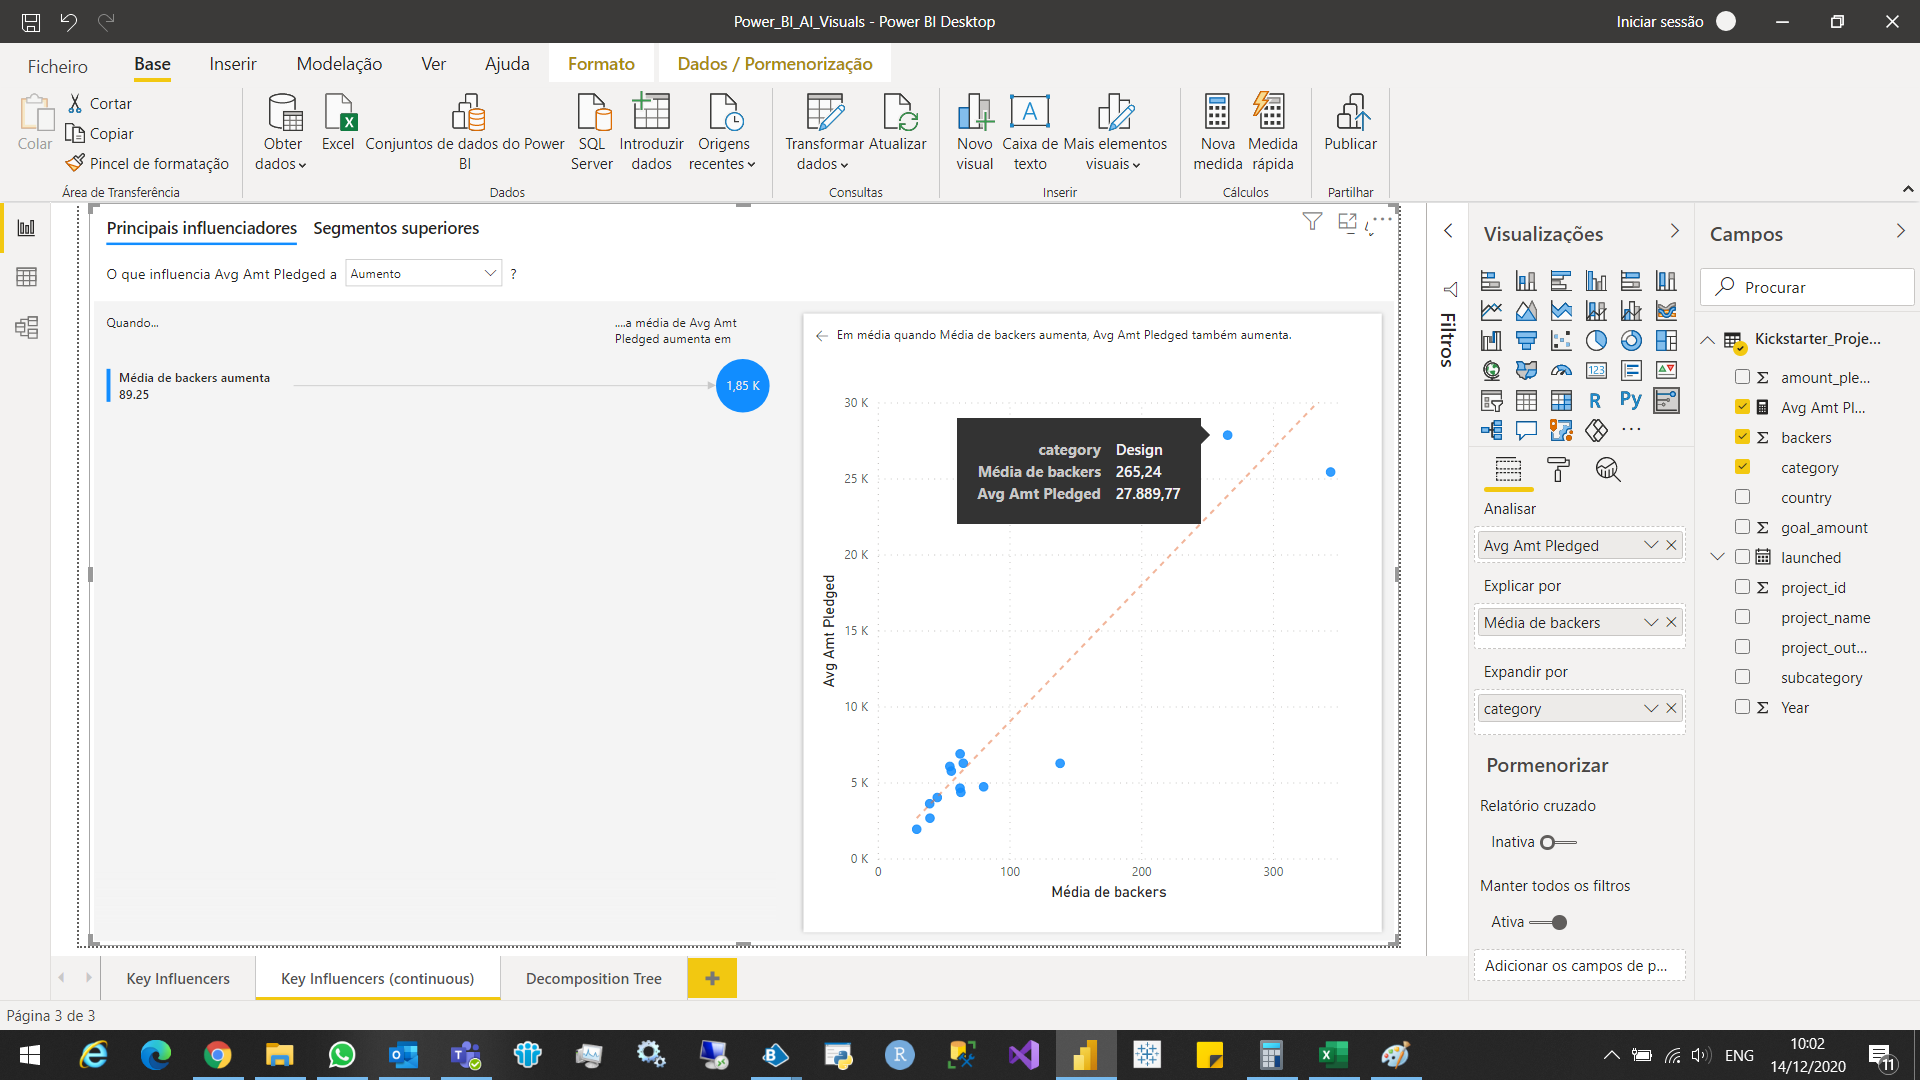 Power_BI_AI_Visuals - Power BI Desktop
Iniciar sessão
Ficheiro
Base
Inserir
Modelação
Ver
Ajuda
Formato
Dados / Pormenorização
Colar
Cortar
Copiar
Pincel de formatação
Área de Transferência
Obter
dados
Excel
Conjuntos de dados do Power
BI
SQL
Server
Introduzir
dados
Origens
recentes
Dados
Transformar
dados
Atualizar
Consultas
Novo
visual
Caixa de
texto
Mais elementos
visuais
Inserir
Nova
medida
Medida
rápida
Cálculos
Publicar
Partilhar
Principais influenciadores
Segmentos superiores
O que influencia Avg Amt Pledged a
Aumento
?
Quando...
....a média de Avg Amt
Pledged aumenta em
Média de backers aumenta
89.25
1,85 K
Em média quando Média de backers aumenta, Avg Amt Pledged também aumenta.
30 K
25 K
20 K
15 K
10 K
5 K
0 K
Avg Amt Pledged
category Design
Média de backers 265,24
Avg Amt Pledged 27.889,77
0
100
200
300
Média de backers
Filtros
Visualizações
123
R
Py
Analisar
Avg Amt Pledged
Explicar por
Média de backers
Expandir por
category
Pormenorizar
Relatório cruzado
Inativa
Manter todos os filtros
Ativa
Adicionar os campos de p...
Campos
Procurar
Kickstarter_Proje...
amount_ple...
Avg Amt Pl...
backers
category
country
goal_amount
launched
project_id
project_name
project_out...
subcategory
Year
Key Influencers
Key Influencers (continuous)
Decomposition Tree
Página 3 de 3
ENG
10:02
14/12/2020
11